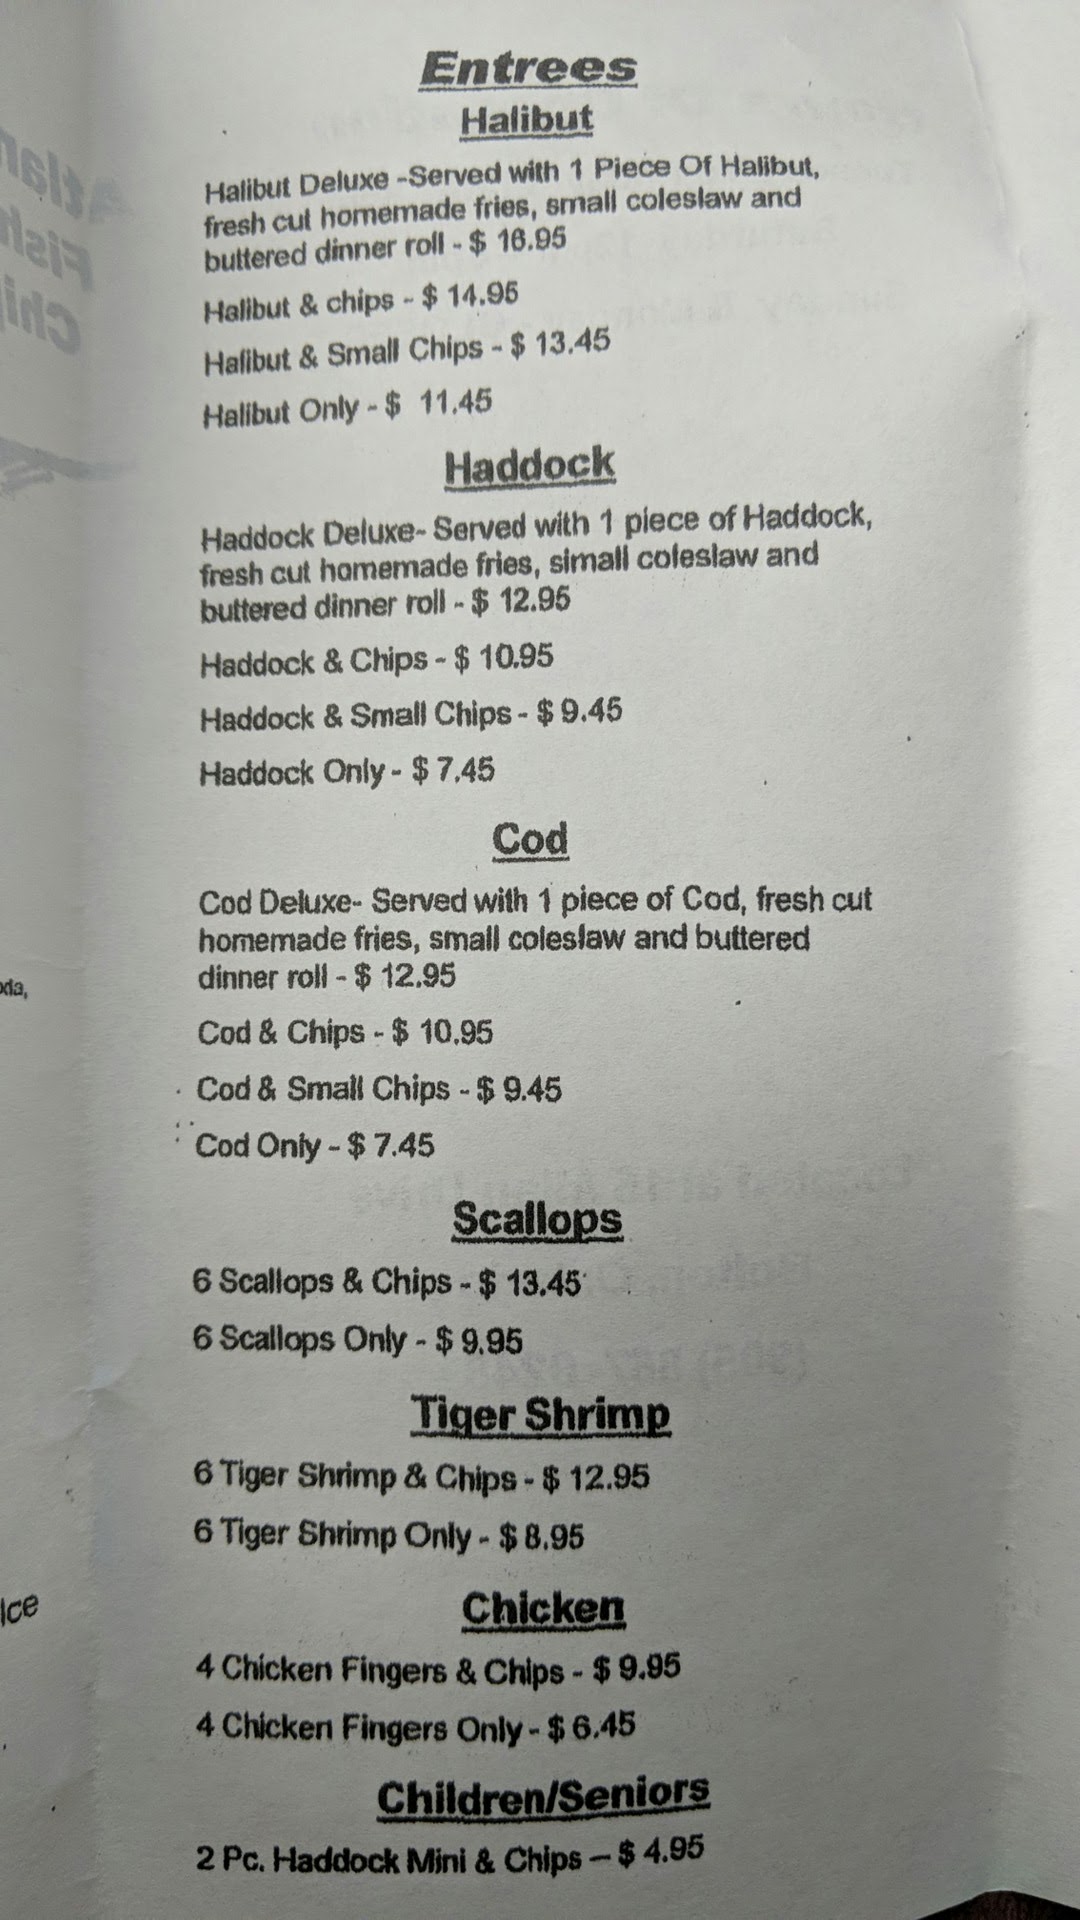 Entrees
Halibut
Halibut Deluxe -Served with 1 Piece Of Halibut,
fresh cut homemade fries, small coleslaw and
buttered dinner roll - $ 16.95
Halibut & chips - $ 14.95
Halibut & Small Chips - $ 13.45
Halibut Only - $ 11.45
Haddock
Haddock Deluxe- Served with 1 piece of Haddock,
fresh cut homemade fries, simall coleslaw and
buttered dinner roll - $ 12.95
Haddock & Chips - $ 10.95
Haddock & Small Chips - $ 9.45
Haddock Only - $ 7.45
Cod
Cod Deluxe- Served with 1 piece of Cod, fresh cut
homemade fries, small coleslaw and buttered
dinner roll - $ 12.95
Cod & Chips - $ 10.95
Cod & Small Chips - $ 9.45
Cod Only - $ 7.45
Scallops
6 Scallops & Chips - $ 13.45
6 Scallops Only - $ 9.95
Tiger Shrimp
6 Tiger Shrimp & Chips - $ 12.95
6 Tiger Shrimp Only - $ 8.95
Chicken
4 Chicken Fingers & Chips - $ 9.95
4 Chicken Fingers Only - $ 6.45
Children/Seniors
2 Pc. Haddock Mini & Chips – $ 4.95